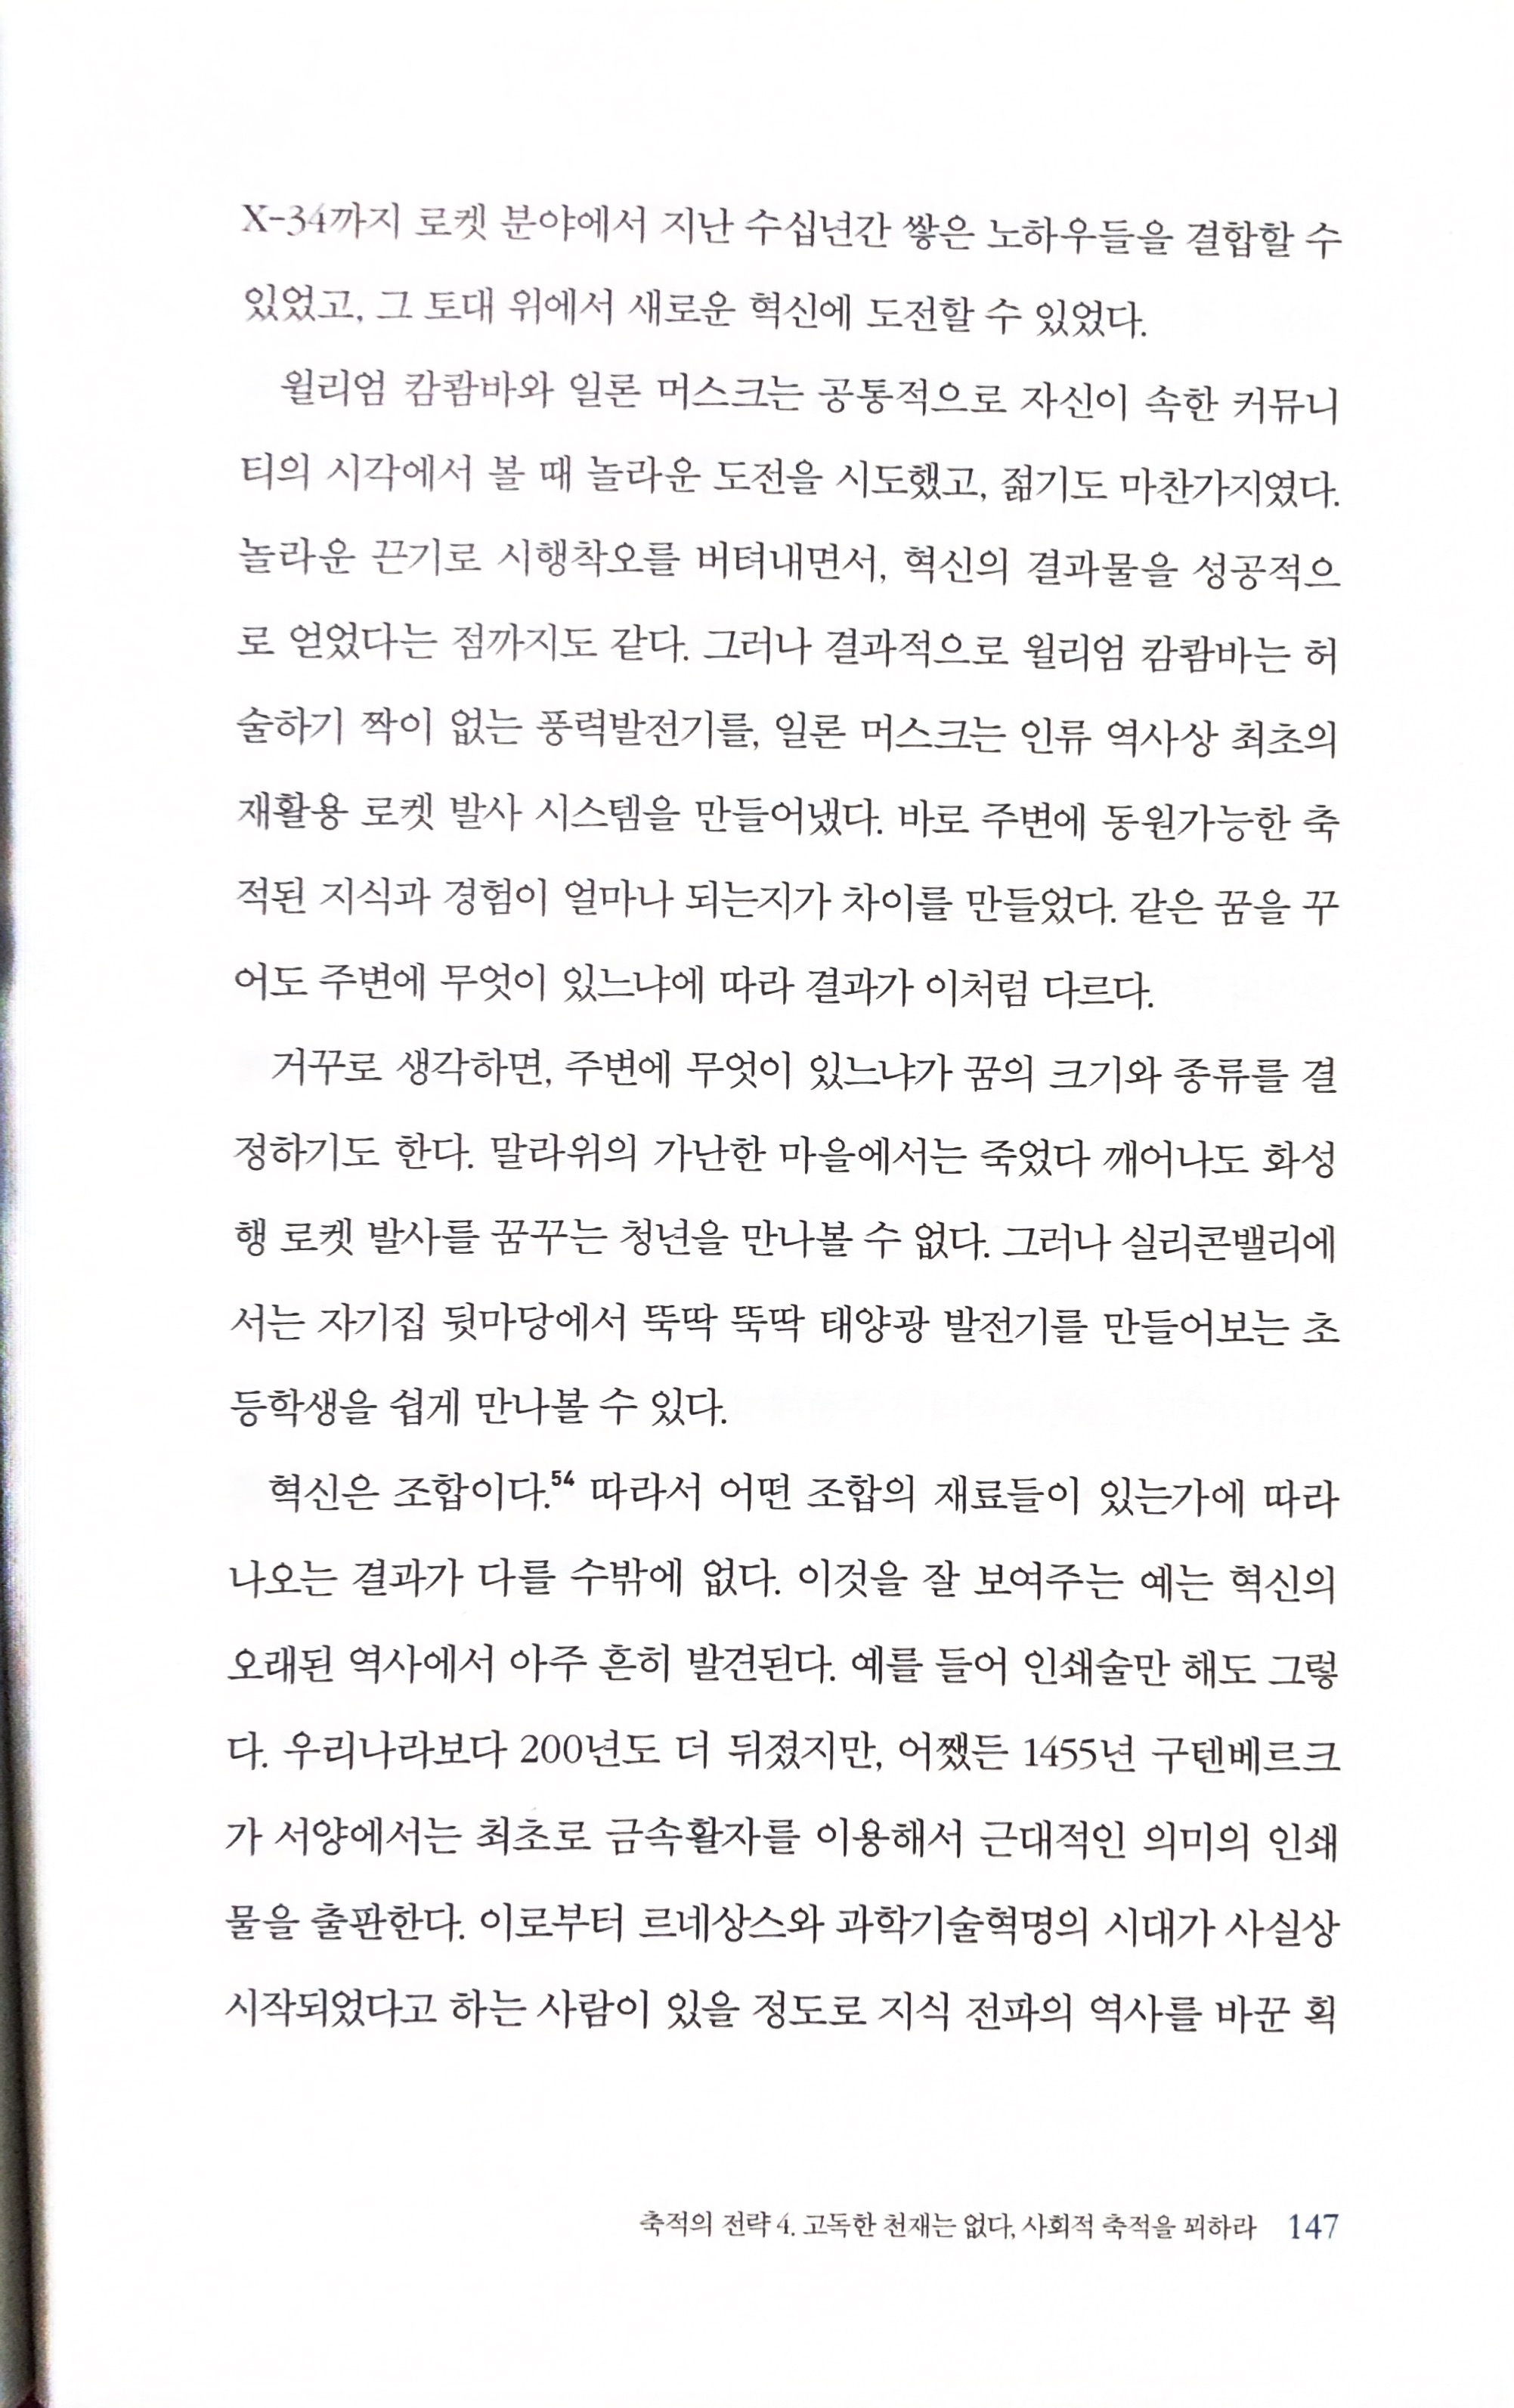 X-34까지 로켓 분야에서 지난 수십년간 쌓은 노하우들을 결합할 수
있었고, 그 토대 위에서 새로운 혁신에 도전할 수 있었다.
윌리엄 캄쾀바와 일론 머스크는 공통적으로 자신이 속한 커뮤니
티의 시각에서 볼 때 놀라운 도전을 시도했고, 젊기도 마찬가지였다.
놀라운 끈기로 시행착오를 버텨내면서, 혁신의 결과물을 성공적으
로 얻었다는 점까지도 같다. 그러나 결과적으로 윌리엄 캄쾀바는 허
술하기 짝이 없는 풍력발전기를, 일론 머스크는 인류 역사상 최초의
재활용 로켓 발사 시스템을 만들어냈다. 바로 주변에 동원가능한 축
적된 지식과 경험이 얼마나 되는지가 차이를 만들었다. 같은 꿈을 꾸
어도 주변에 무엇이 있느냐에 따라 결과가 이처럼 다르다.
거꾸로 생각하면, 주변에 무엇이 있느냐가 꿈의 크기와 종류를 결
정하기도 한다. 말라위의 가난한 마을에서는 죽었다 깨어나도 화성
행 로켓 발사를 꿈꾸는 청년을 만나볼 수 없다. 그러나 실리콘밸리에
서는 자기집 뒷마당에서 뚝딱 뚝딱 태양광 발전기를 만들어보는 초
등학생을 쉽게 만나볼 수 있다.
혁신은 조합이다.54 따라서 어떤 조합의 재료들이 있는가에 따라
나오는 결과가 다를 수밖에 없다. 이것을 잘 보여주는 예는 혁신의
오래된 역사에서 아주 흔히 발견된다. 예를 들어 인쇄술만 해도 그렇
다. 우리나라보다 200년도 더 뒤졌지만, 어쨌든 1455년 구텐베르크
가 서양에서는 최초로 금속활자를 이용해서 근대적인 의미의 인쇄
물을 출판한다. 이로부터 르네상스와 과학기술혁명의 시대가 사실상
시작되었다고 하는 사람이 있을 정도로 지식 전파의 역사를 바꾼 획
축적의 전략 4. 고독한 천재는 없다, 사회적 축적을 꾀하라 147